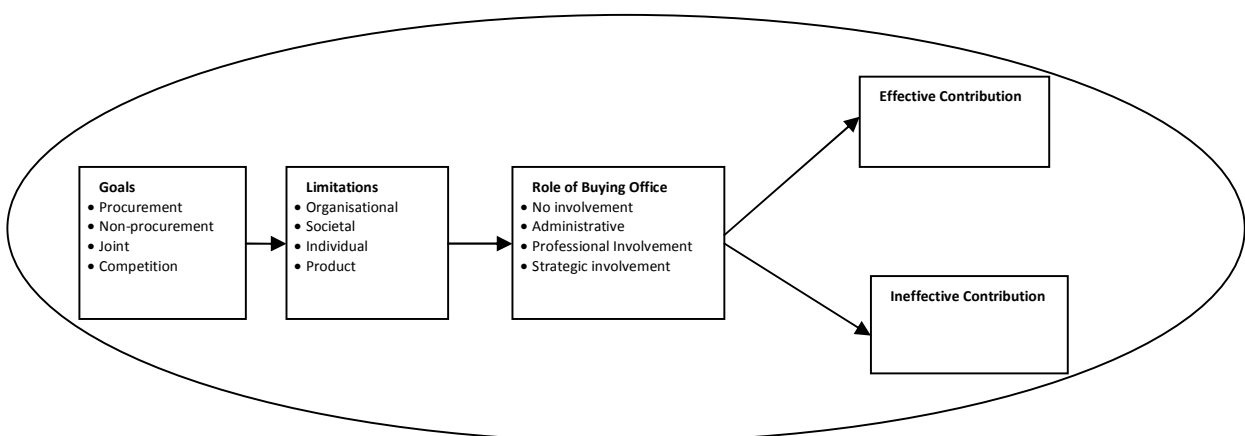 Goals
• Procurement
• Non-procurement
• Joint
• Competition
Limitations
• Organisational
• Societal
• Individual
• Product
Role of Buying Office
• No involvement
• Administrative
• Professional Involvement
• Strategic involvement
Effective Contribution
Ineffective Contribution